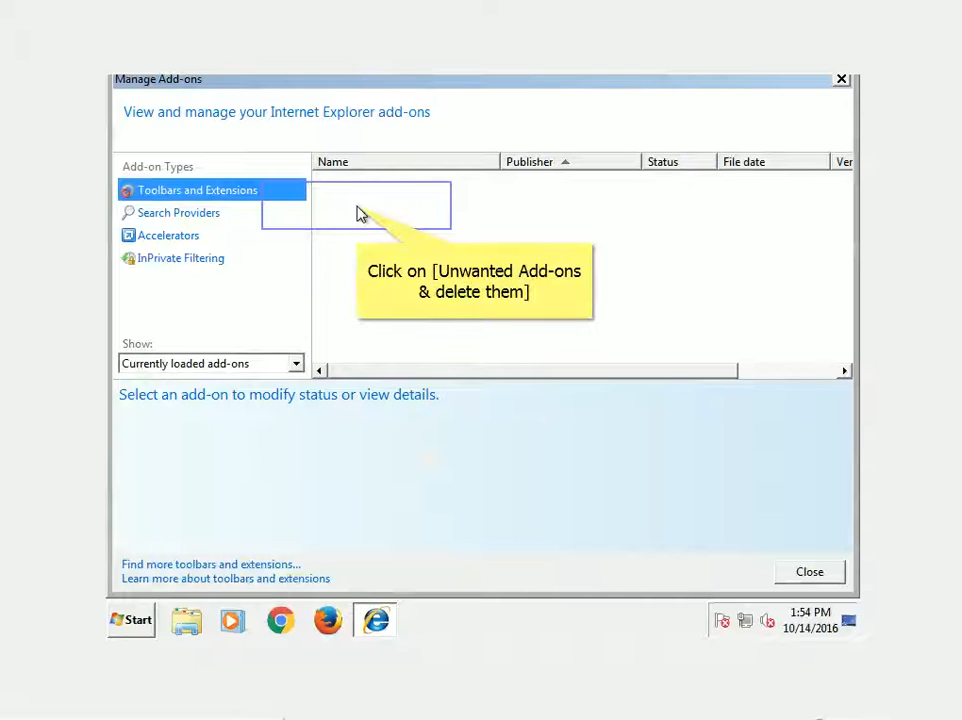 Manage Add-ons
View and manage your Internet Explorer add-ons
Add-on Types
Name
Publisher
Status
File date
Ver
Toolbars and Extensions
Search Providers
Accelerators
InPrivate Filtering
Click on [Unwanted Add-ons
& delete them]
Show:
Currently loaded add-ons
Select an add-on to modify status or view details.
Find more toolbars and extensions...
Learn more about toolbars and extensions
Close
Start
1:54 PM
10/14/2016